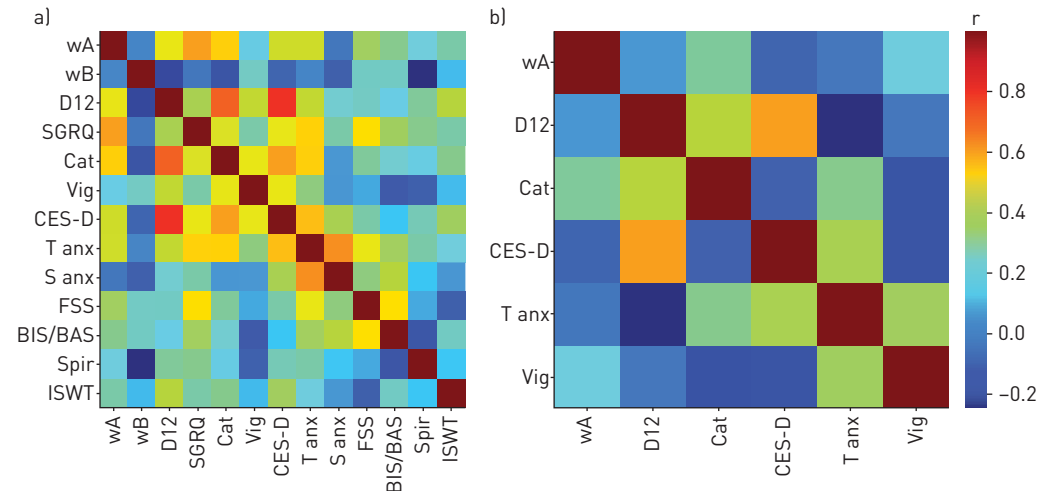 a)
wA
wB
D12
SGRQ
Cat
Vig
CES-D
T anx
S anx
FSS
BIS/BAS
Spir
ISWT
wA
wB
D12
SGRQ
Cat
Vig
CES-D
T anx
S anx
FSS
BIS/BAS
Spir
ISWT
b)
wA
D12
Cat
CES-D
T anx
Vig
wA
D12
Cat
CES-D
T anx
Vig
r
0.8
0.6
0.4
0.2
0.0
−0.2